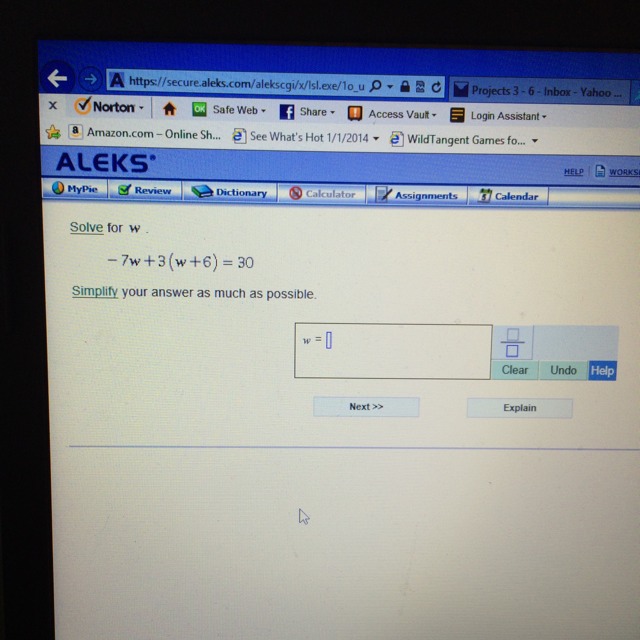 A https://secure.aleks.com/alekscgi/x/lsl.exe/1o_u Projects 3 - 6 - Inbox - Yahoo ...
x Norton OK Safe Web f Share Access Vault Login Assistant
a Amazon.com – Online Sh... See What's Hot 1/1/2014 WildTangent Games fo...
ALEKS® HELP
MyPie Review Dictionary Calculator Assignments Calendar
Solve for w .
−7w+3(w+6) = 30
Simplify your answer as much as possible.
w =
Clear Undo Help
Next >> Explain